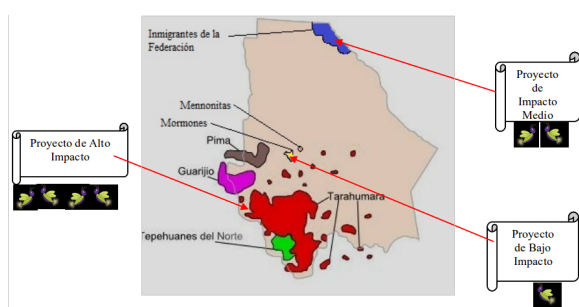 Inmigrantes de la
Federación
Proyecto
de
Impacto
Medio
Mennonitas
Mormones
Pima
Proyecto de Alto
Impacto
Guarijio
Tarahumara
Tepehuanes del Norte
Proyecto
de Bajo
Impacto